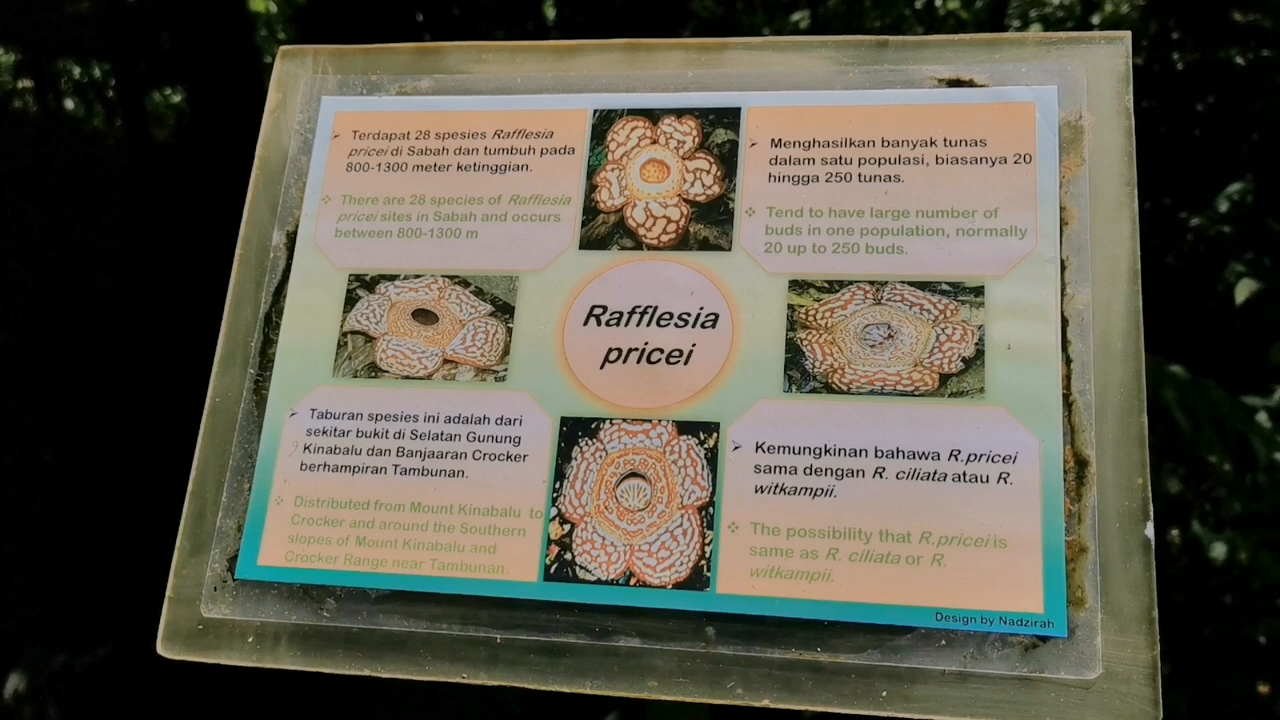 Terdapat 28 spesies Rafflesia
pricei di Sabah dan tumbuh pada
800-1300 meter ketinggian.
There are 28 species of Rafflesia
pricei sites in Sabah and occurs
between 800-1300 m
Menghasilkan banyak tunas
dalam satu populasi, biasanya 20
hingga 250 tunas.
Tend to have large number of
buds in one population, normally
20 up to 250 buds.
Rafflesia
pricei
Taburan spesies ini adalah dari
sekitar bukit di Selatan Gunung
Kinabalu dan Banjaaran Crocker
berhampiran Tambunan.
Distributed from Mount Kinabalu to
Crocker and around the Southern
slopes of Mount Kinabalu and
Crocker Range near Tambunan.
Kemungkinan bahawa R.pricei
sama dengan R. ciliata atau R.
witkampii.
The possibility that R.pricei is
same as R. ciliata or R.
witkampii.
Design by Nadzirah